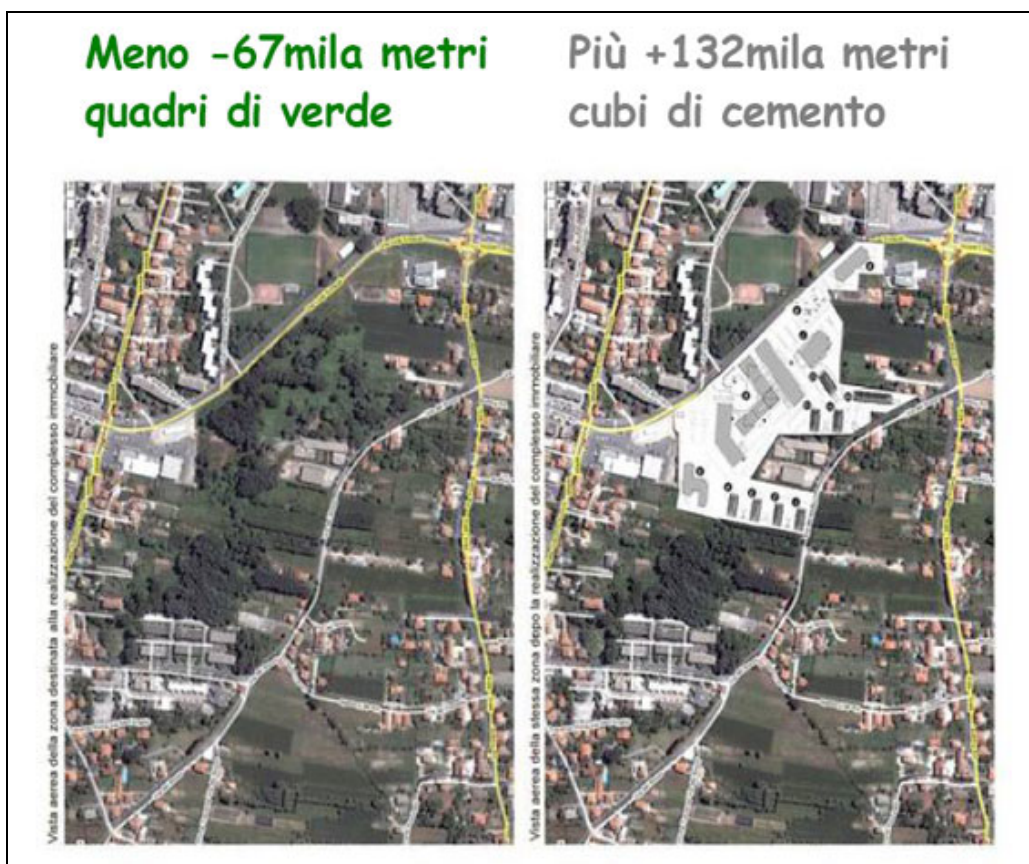 Meno -67mila metri
quadri di verde
Più +132mila metri
cubi di cemento
Vista aerea della zona destinata alla realizzazione del complesso immobiliare
Vista aerea della stessa zona depo la realizzazione del complesso immobiliare